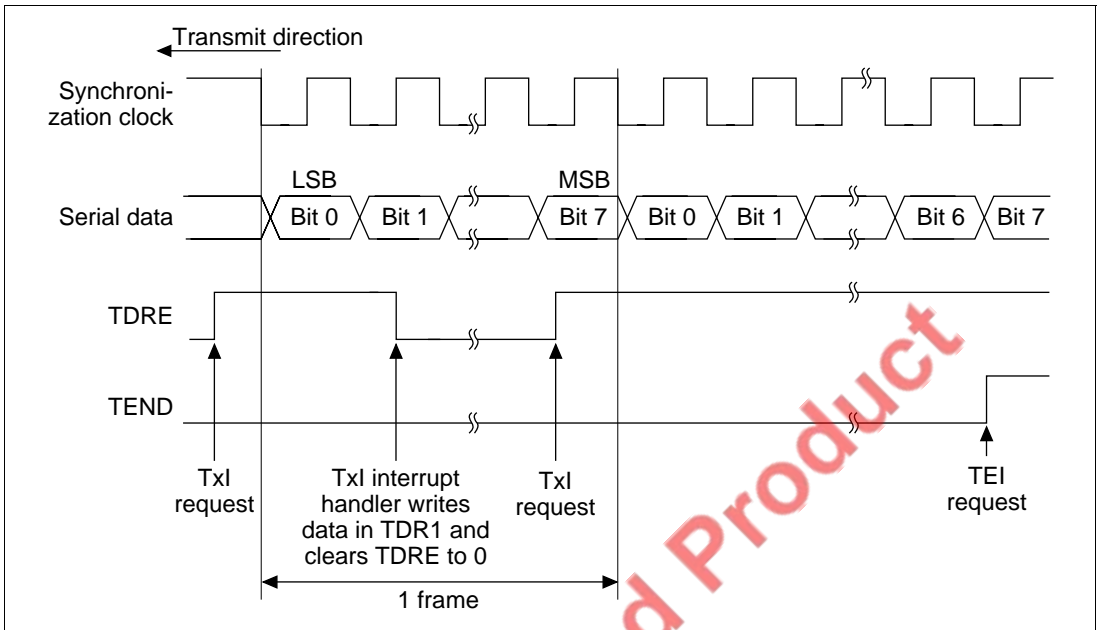 Transmit direction
Synchroni-
zation clock
LSB
MSB
Serial data
Bit 0
Bit 1
Bit 7
Bit 0
Bit 1
Bit 6
Bit 7
TDRE
TEND
TxI
request
TxI interrupt
handler writes
data in TDR1 and
clears TDRE to 0
TxI
request
TEI
request
1 frame
d Product